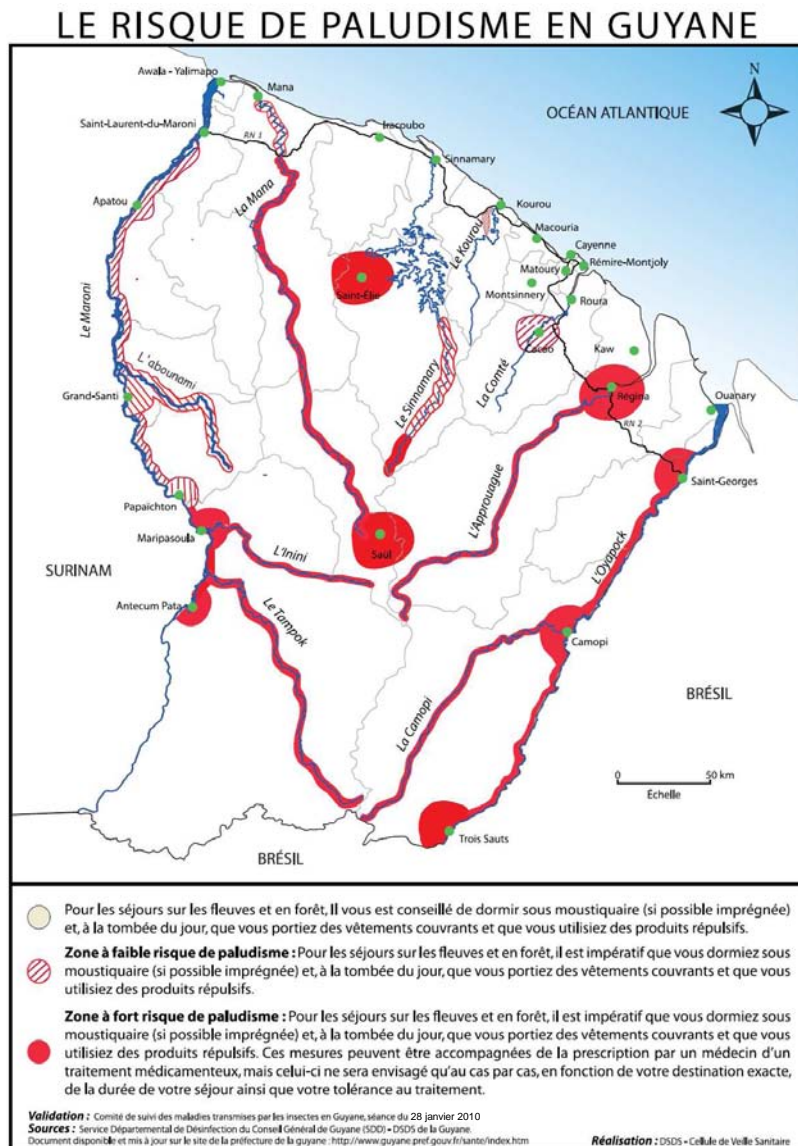 LE RISQUE DE PALUDISME EN GUYANE
Awala - Yalimapo
Mana
Saint-Laurent-du-Maroni
RN 1
Iracoubo
OCÉAN ATLANTIQUE
N
Sinnamary
Apatou
La Mana
Kourou
Le Kourou
Macouria
Cayenne
Matoury
Rémire-Montjoly
Saint-Élie
Montsinnery
Roura
Le Maroni
Cacao
Kaw
L'abounami
Le Sinnamary
La Comté
Grand-Santi
Régina
Ouanary
RN 2
Papaïchton
Saint-Georges
L'Approuague
Maripasoula
Saül
L'Inini
L'Oyapock
SURINAM
Antecum Pata
Le Tampok
Camopi
La Camopi
BRÉSIL
0 50 km
Échelle
Trois Sauts
BRÉSIL
Pour les séjours sur les fleuves et en forêt, Il vous est conseillé de dormir sous moustiquaire (si possible imprégnée)
et, à la tombée du jour, que vous portiez des vêtements couvrants et que vous utilisiez des produits répulsifs.
Zone à faible risque de paludisme : Pour les séjours sur les fleuves et en forêt, il est impératif que vous dormiez sous
moustiquaire (si possible imprégnée) et, à la tombée du jour, que vous portiez des vêtements couvrants et que vous
utilisiez des produits répulsifs.
Zone à fort risque de paludisme : Pour les séjours sur les fleuves et en forêt, il est impératif que vous dormiez sous
moustiquaire (si possible imprégnée) et, à la tombée du jour, que vous portiez des vêtements couvrants et que vous
utilisiez des produits répulsifs. Ces mesures peuvent être accompagnées de la prescription par un médecin d'un
traitement médicamenteux, mais celui-ci ne sera envisagé qu'au cas par cas, en fonction de votre destination exacte,
de la durée de votre séjour ainsi que votre tolérance au traitement.
Validation : Comité de suivi des maladies transmises par les insectes en Guyane, séance du 28 janvier 2010
Sources : Service Départemental de Désinfection du Conseil Général de Guyane (SDD) - DSDS de la Guyane.
Document disponible et mis à jour sur le site de la préfecture de la guyane : http://www.guyane.pref.gouv.fr/sante/index.htm
Réalisation : DSDS - Cellule de Veille Sanitaire